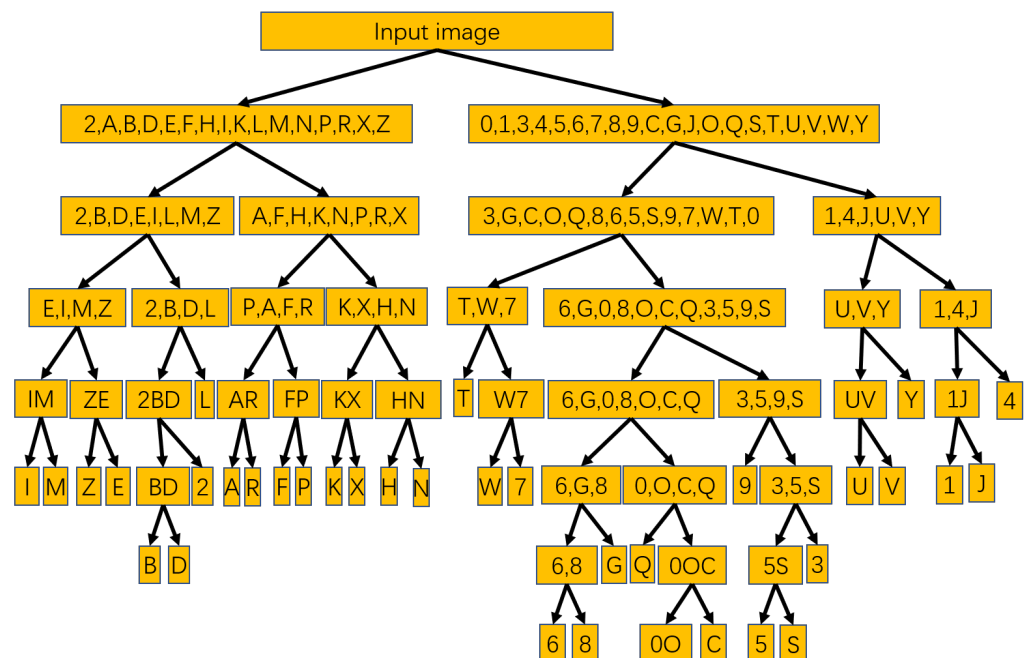 Input image
2,A,B,D,E,F,H,I,K,L,M,N,P,R,X,Z
0,1,3,4,5,6,7,8,9,C,G,J,O,Q,S,T,U,V,W,Y
2,B,D,E,I,L,M,Z
A,F,H,K,N,P,R,X
3,G,C,O,Q,8,6,5,S,9,7,W,T,0
1,4,J,U,V,Y
E,I,M,Z
2,B,D,L
P,A,F,R
K,X,H,N
T,W,7
6,G,0,8,O,C,Q,3,5,9,S
U,V,Y
1,4,J
IM
ZE
2BD
L
AR
FP
KX
HN
T
W7
6,G,0,8,O,C,Q
3,5,9,S
UV
Y
1J
4
I
M
Z
E
BD
2
A
R
F
P
K
X
H
N
W
7
6,G,8
0,O,C,Q
9
3,5,S
U
V
1
J
B
D
6,8
G
Q
0OC
5S
3
6
8
0O
C
5
S